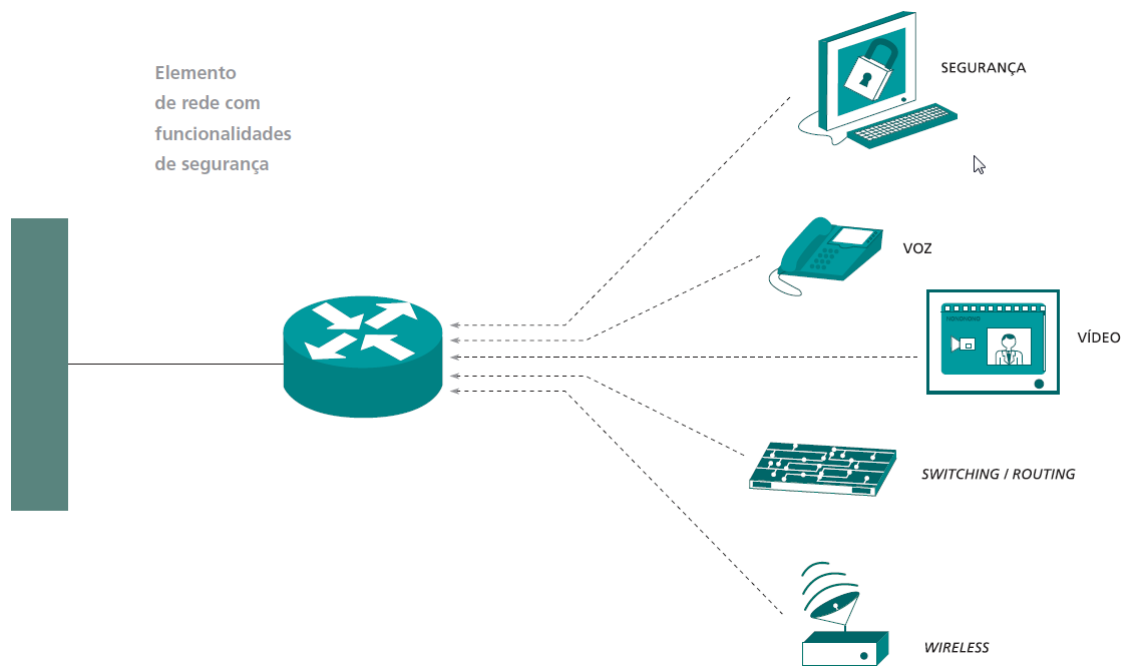 Elemento
de rede com
funcionalidades
de segurança
SEGURANÇA
VOZ
VÍDEO
SWITCHING / ROUTING
WIRELESS